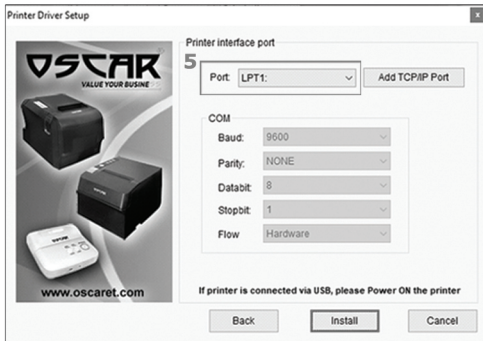 Printer Driver Setup
x
OSCAR
VALUE YOUR BUSINE
www.oscaret.com
Printer interface port
5
Port: LPT1: Add TCP/IP Port
COM
Baud: 9600
Parity: NONE
Databit: 8
Stopbit: 1
Flow Hardware
If printer is connected via USB, please Power ON the printer
Back Install Cancel